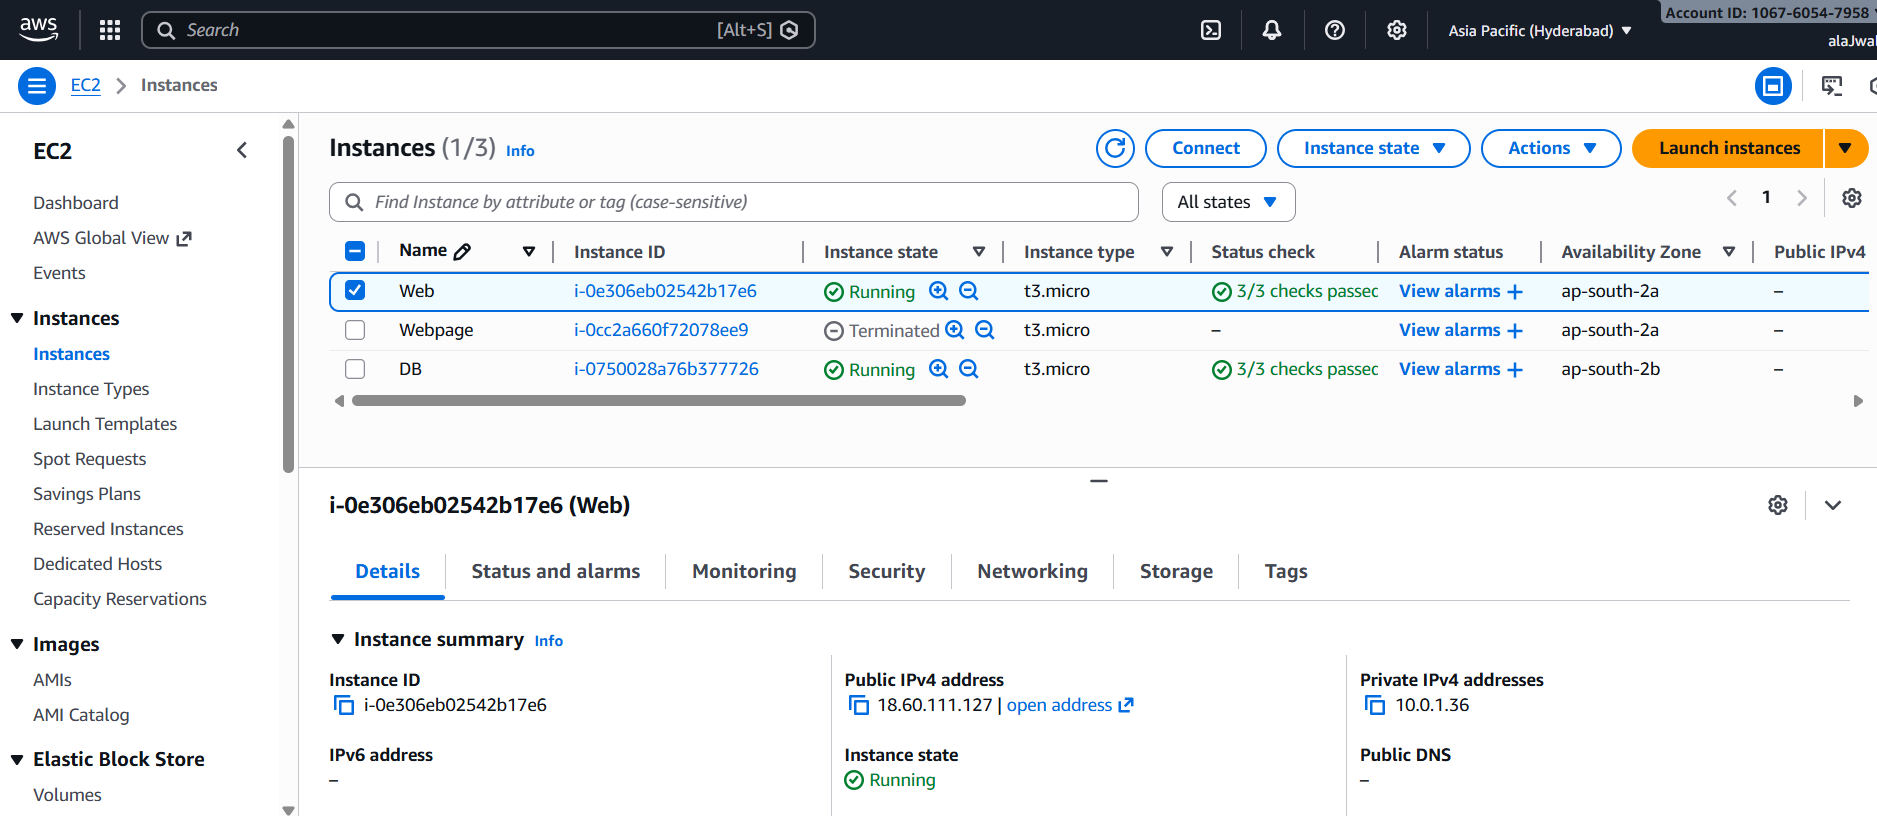 aws
Search [Alt+S]
Asia Pacific (Hyderabad)
Account ID: 1067-6054-7958
EC2 Instances
EC2
Dashboard
AWS Global View
Events
Instances
Instances
Instance Types
Launch Templates
Spot Requests
Savings Plans
Reserved Instances
Dedicated Hosts
Capacity Reservations
Images
AMIs
AMI Catalog
Elastic Block Store
Volumes
Instances (1/3) Info
Connect Instance state Actions Launch instances
Find Instance by attribute or tag (case-sensitive) All states 1
Name Instance ID Instance state Instance type Status check Alarm status Availability Zone Public IPv4
Web i-0e306eb02542b17e6 Running t3.micro 3/3 checks passed View alarms + ap-south-2a –
Webpage i-0cc2a660f72078ee9 Terminated t3.micro – View alarms + ap-south-2a –
DB i-0750028a76b377726 Running t3.micro 3/3 checks passed View alarms + ap-south-2b –
i-0e306eb02542b17e6 (Web)
Details Status and alarms Monitoring Security Networking Storage Tags
Instance summary Info
Instance ID
i-0e306eb02542b17e6
Public IPv4 address
18.60.111.127 | open address
Private IPv4 addresses
10.0.1.36
IPv6 address
–
Instance state
Running
Public DNS
–